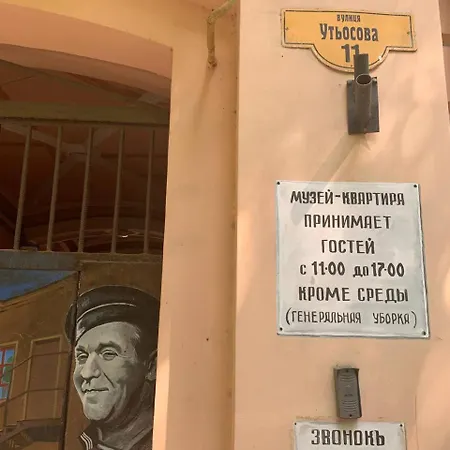 вулиця
Утьосова
11
МУЗЕЙ-КВАРТИРА
ПРИНИМАЕТ
ГОСТЕЙ
с 11-00 до 17-00
КРОМЕ СРЕДЫ
(ГЕНЕРАЛЬНАЯ УБОРКА)
ЗВОНОКЪ